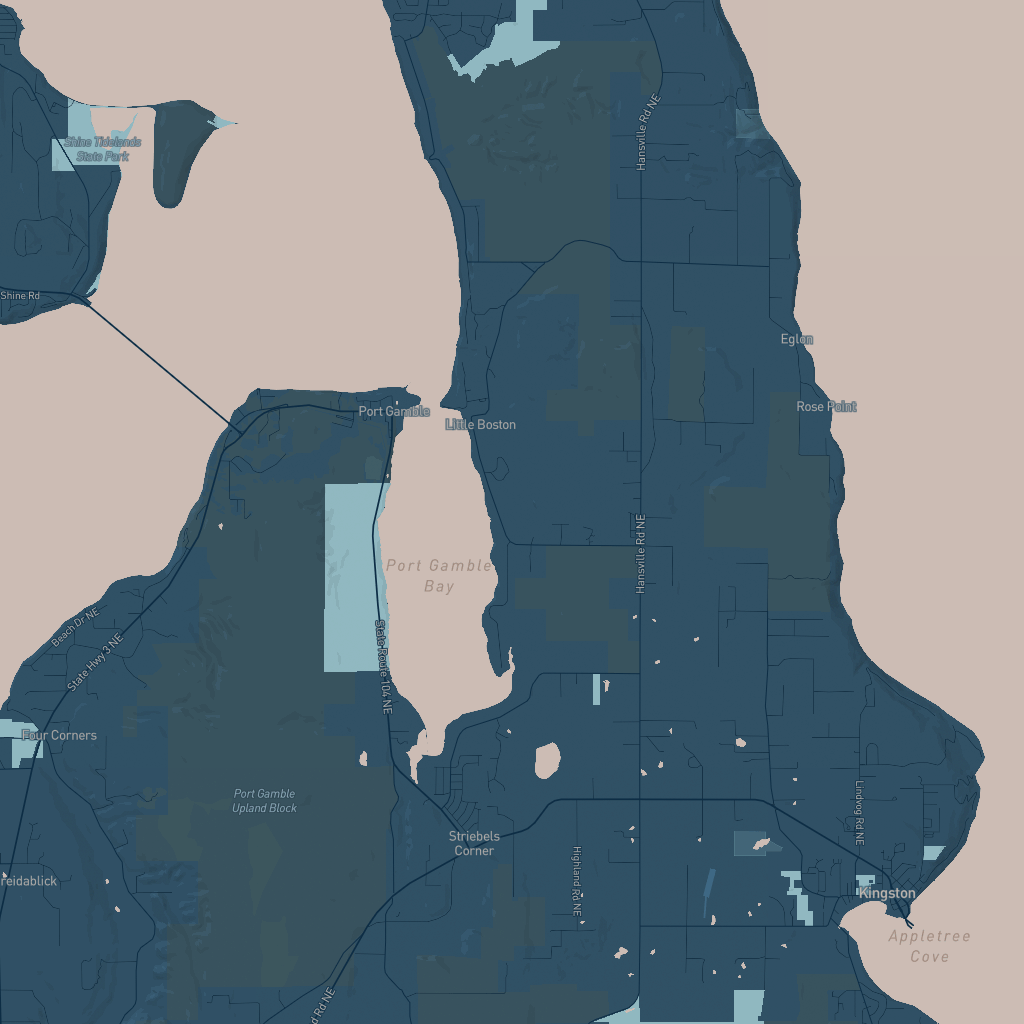 Hansville Rd NE
Shine Tidelands
State Park
Shine Rd
Eglon
Rose Point
Port Gamble
Little Boston
Port Gamble
Bay
Hansville Rd NE
Beach Dr NE
State Hwy 3 NE
State Route 104 NE
Four Corners
Port Gamble
Upland Block
Lindvog Rd NE
Striebels
Corner
Highland Rd NE
reidablick
Kingston
Appletree
Cove
d Rd NE